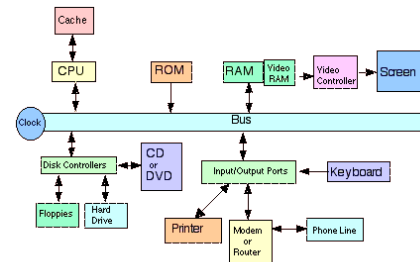 Cache
CPU
ROM
RAM
Video
RAM
Video
Controller
Screen
Clock
Bus
Disk Controllers
CD
or
DVD
Input/Output Ports
Keyboard
Floppies
Hard
Drive
Printer
Modem
or
Router
Phone Line